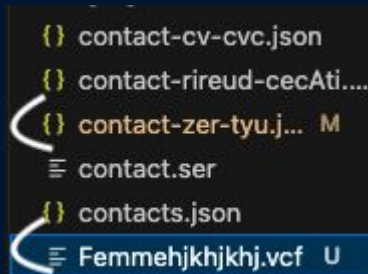 {} contact-cv-cvc.json
{} contact-rireud-cecAti....
{} contact-zer-tyu.j... M
contact.ser
{} contacts.json
Femmehjkhjkhj.vcf U